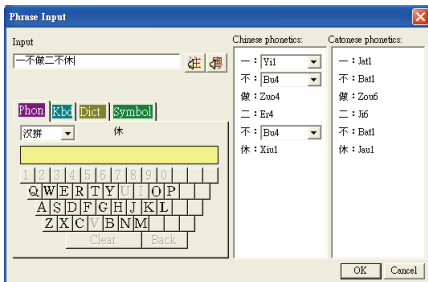 Phrase Input
Input
一不做二不休
注 碼
Phon Kbd Dict Symbol
汉拼 休
1 2 3 4 5 6 7 8 9 0
Q W E R T Y U I O P
A S D F G H J K L
Z X C V B N M
Clear Back
Chinese phonetics:
一：Yi1
不：Bu4
做：Zuo4
二：Er4
不：Bu4
休：Xiu1
Catonese phonetics:
一：Jat1
不：Bat1
做：Zou6
二：Ji6
不：Bat1
休：Jau1
OK Cancel